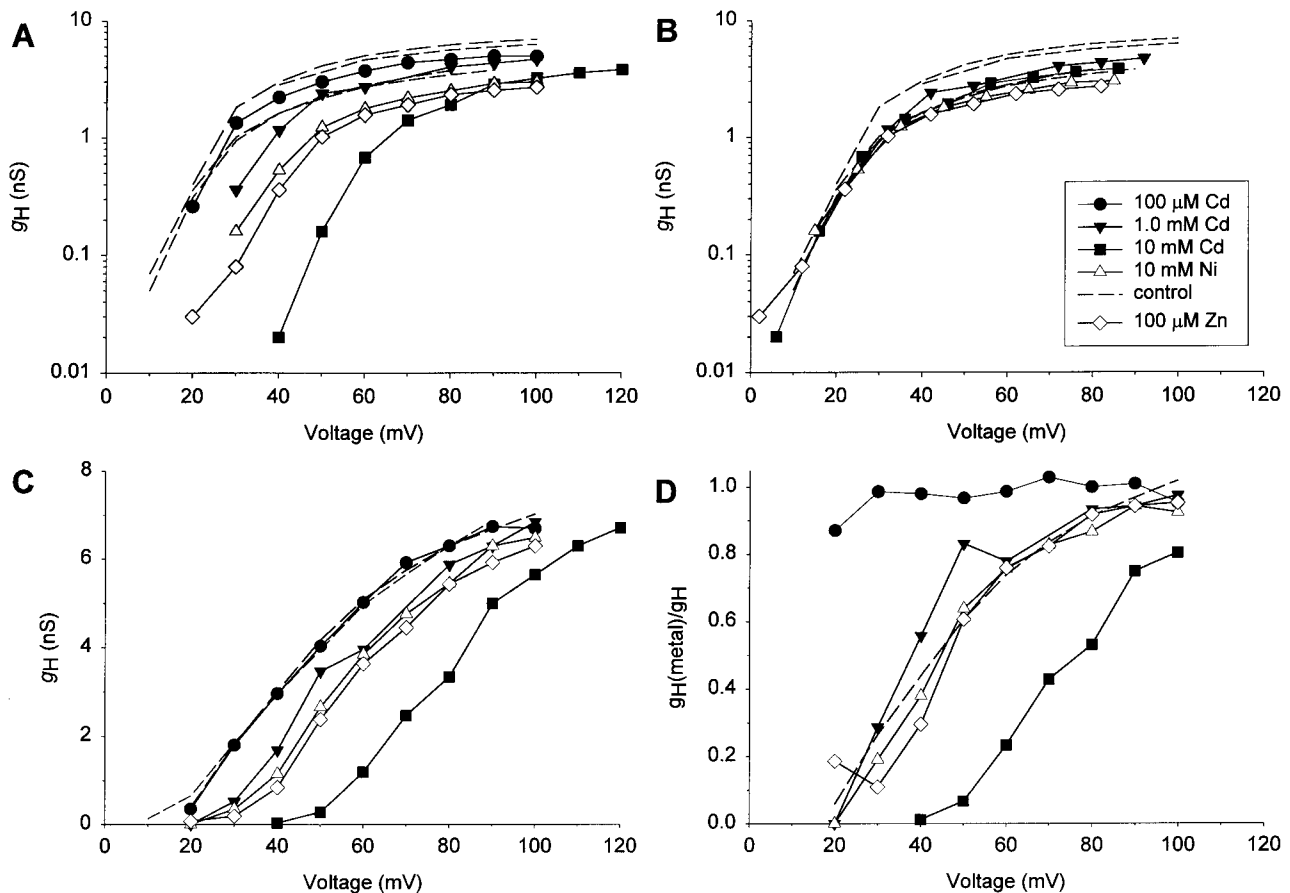 A
10
1
0.1
0.01
gH (nS)
0 20 40 60 80 100 120
Voltage (mV)
B
10
1
0.1
0.01
gH (nS)
100 µM Cd
1.0 mM Cd
10 mM Cd
10 mM Ni
control
100 µM Zn
0 20 40 60 80 100 120
Voltage (mV)
C
8
6
4
2
0
gH (nS)
0 20 40 60 80 100 120
Voltage (mV)
D
1.0
0.8
0.6
0.4
0.2
0.0
gH(metal)/gH
0 20 40 60 80 100 120
Voltage (mV)